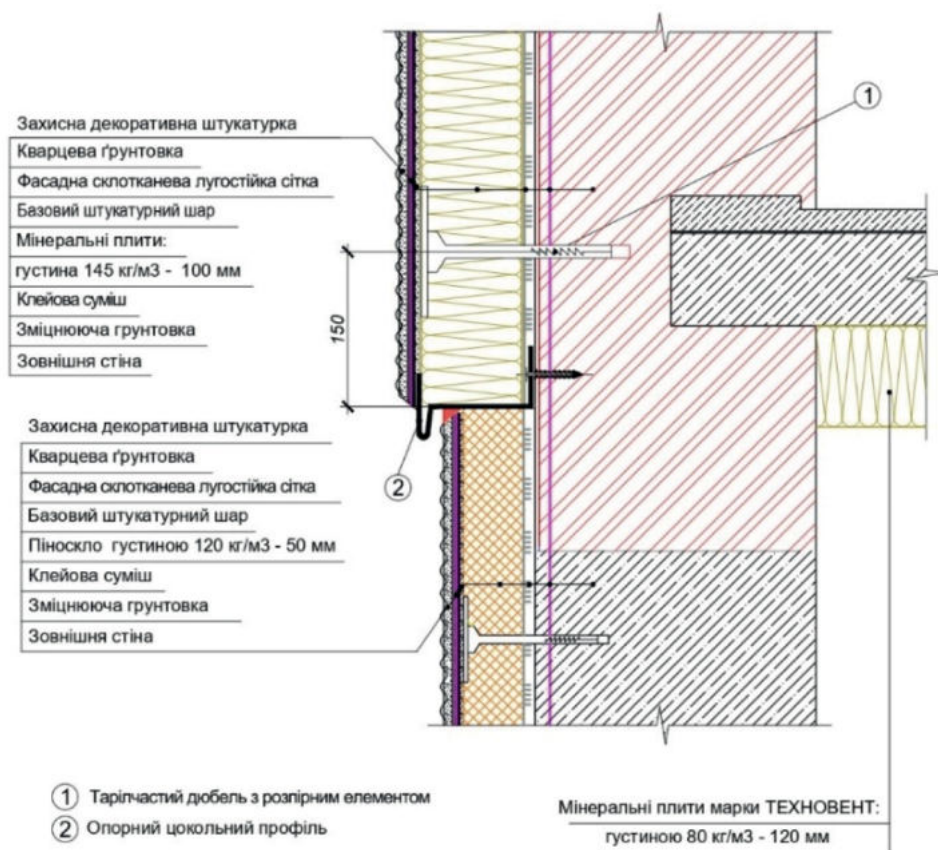 Захисна декоративна штукатурка
Кварцева ґрунтовка
Фасадна склотканева лугостійка сітка
Базовий штукатурний шар
Мінеральні плити:
густина 145 кг/м3 - 100 мм
Клейова суміш
Зміцнююча грунтовка
Зовнішня стіна
1
150
Захисна декоративна штукатурка
Кварцева ґрунтовка
Фасадна склотканева лугостійка сітка
Базовий штукатурний шар
Піноскло густиною 120 кг/м3 - 50 мм
Клейова суміш
Зміцнююча грунтовка
Зовнішня стіна
2
1 Тарілчастий дюбель з розпірним елементом
2 Опорний цокольний профіль
Мінеральні плити марки ТЕХНОВЕНТ:
густиною 80 кг/м3 - 120 мм